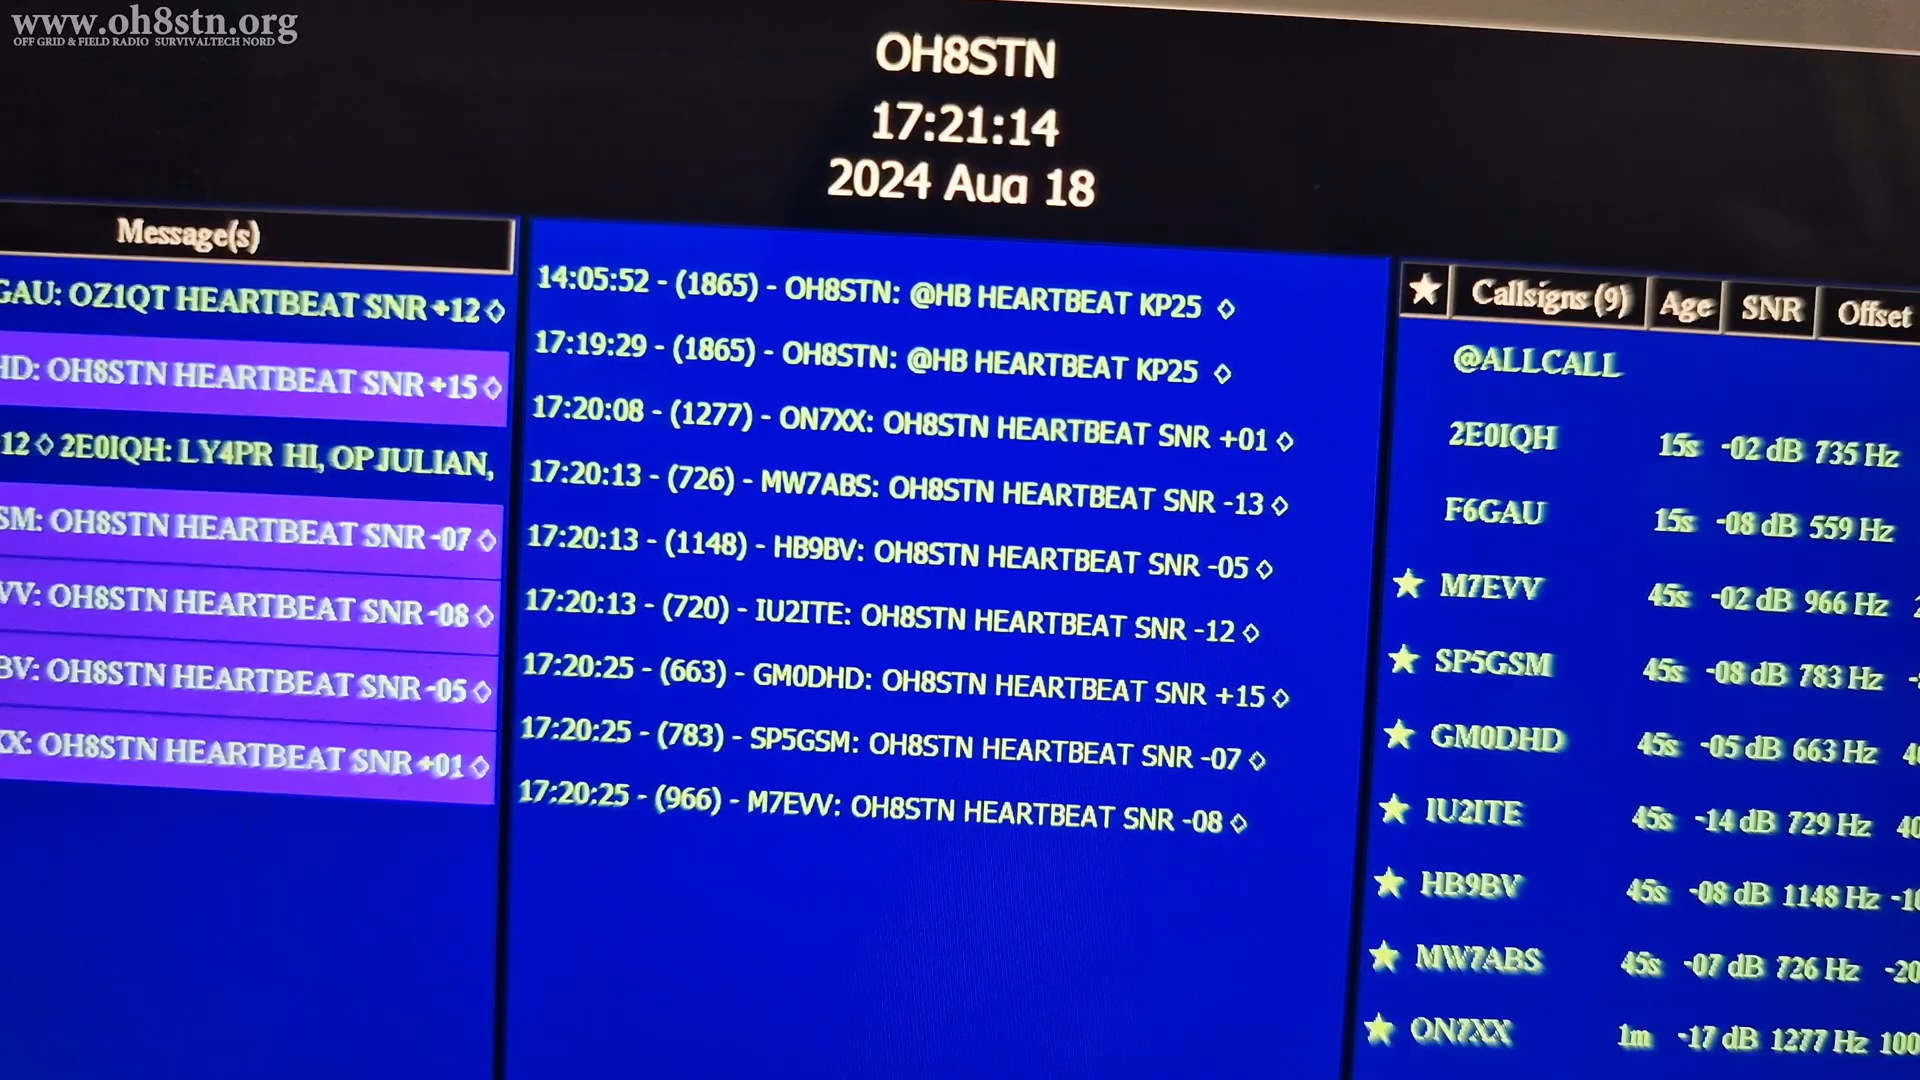 www.oh8stn.org
OFF GRID & FIELD RADIO SURVIVALTECH NORD
OH8STN
17:21:14
2024 Aug 18
Message(s)
GAU: OZ1QT HEARTBEAT SNR +12 ♢
HD: OH8STN HEARTBEAT SNR +15 ♢
12 ♢ 2E0IQH: LY4PR HI, OP JULIAN,
SM: OH8STN HEARTBEAT SNR -07 ♢
VV: OH8STN HEARTBEAT SNR -08 ♢
BV: OH8STN HEARTBEAT SNR -05 ♢
XX: OH8STN HEARTBEAT SNR +01 ♢
14:05:52 - (1865) - OH8STN: @HB HEARTBEAT KP25 ♢
17:19:29 - (1865) - OH8STN: @HB HEARTBEAT KP25 ♢
17:20:08 - (1277) - ON7XX: OH8STN HEARTBEAT SNR +01 ♢
17:20:13 - (726) - MW7ABS: OH8STN HEARTBEAT SNR -13 ♢
17:20:13 - (1148) - HB9BV: OH8STN HEARTBEAT SNR -05 ♢
17:20:13 - (720) - IU2ITE: OH8STN HEARTBEAT SNR -12 ♢
17:20:25 - (663) - GM0DHD: OH8STN HEARTBEAT SNR +15 ♢
17:20:25 - (783) - SP5GSM: OH8STN HEARTBEAT SNR -07 ♢
17:20:25 - (966) - M7EVV: OH8STN HEARTBEAT SNR -08 ♢
★ Callsigns (9) Age SNR Offset
@ALLCALL
2E0IQH 15s -02 dB 735 Hz
F6GAU 15s -08 dB 559 Hz
★ M7EVV 45s -02 dB 966 Hz
★ SP5GSM 45s -08 dB 783 Hz
★ GM0DHD 45s -05 dB 663 Hz
★ IU2ITE 45s -14 dB 729 Hz
★ HB9BV 45s -08 dB 1148 Hz
★ MW7ABS 45s -07 dB 726 Hz -20
★ ON7XX 1m -17 dB 1277 Hz 100